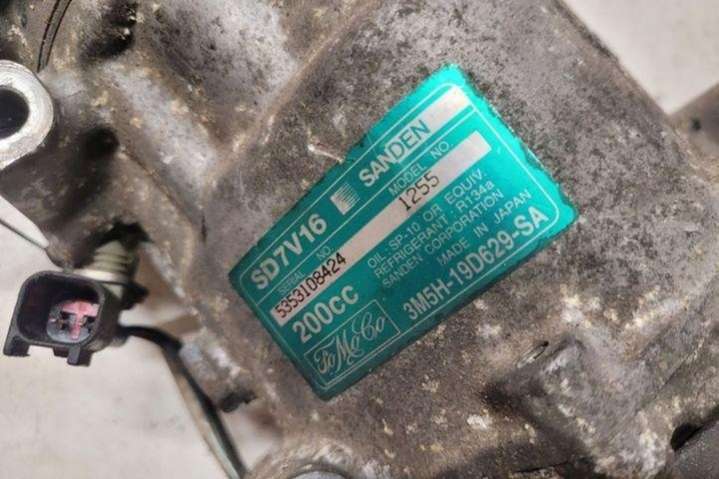 SD7V16 SANDEN
SERIAL NO. MODEL NO.
5353108424 1255
200CC
OIL : SP-10 OR EQUIV.
REFRIGERANT : R134a
SANDEN CORPORATION
MADE IN JAPAN
FoMoCo
3M5H-19D629-SA